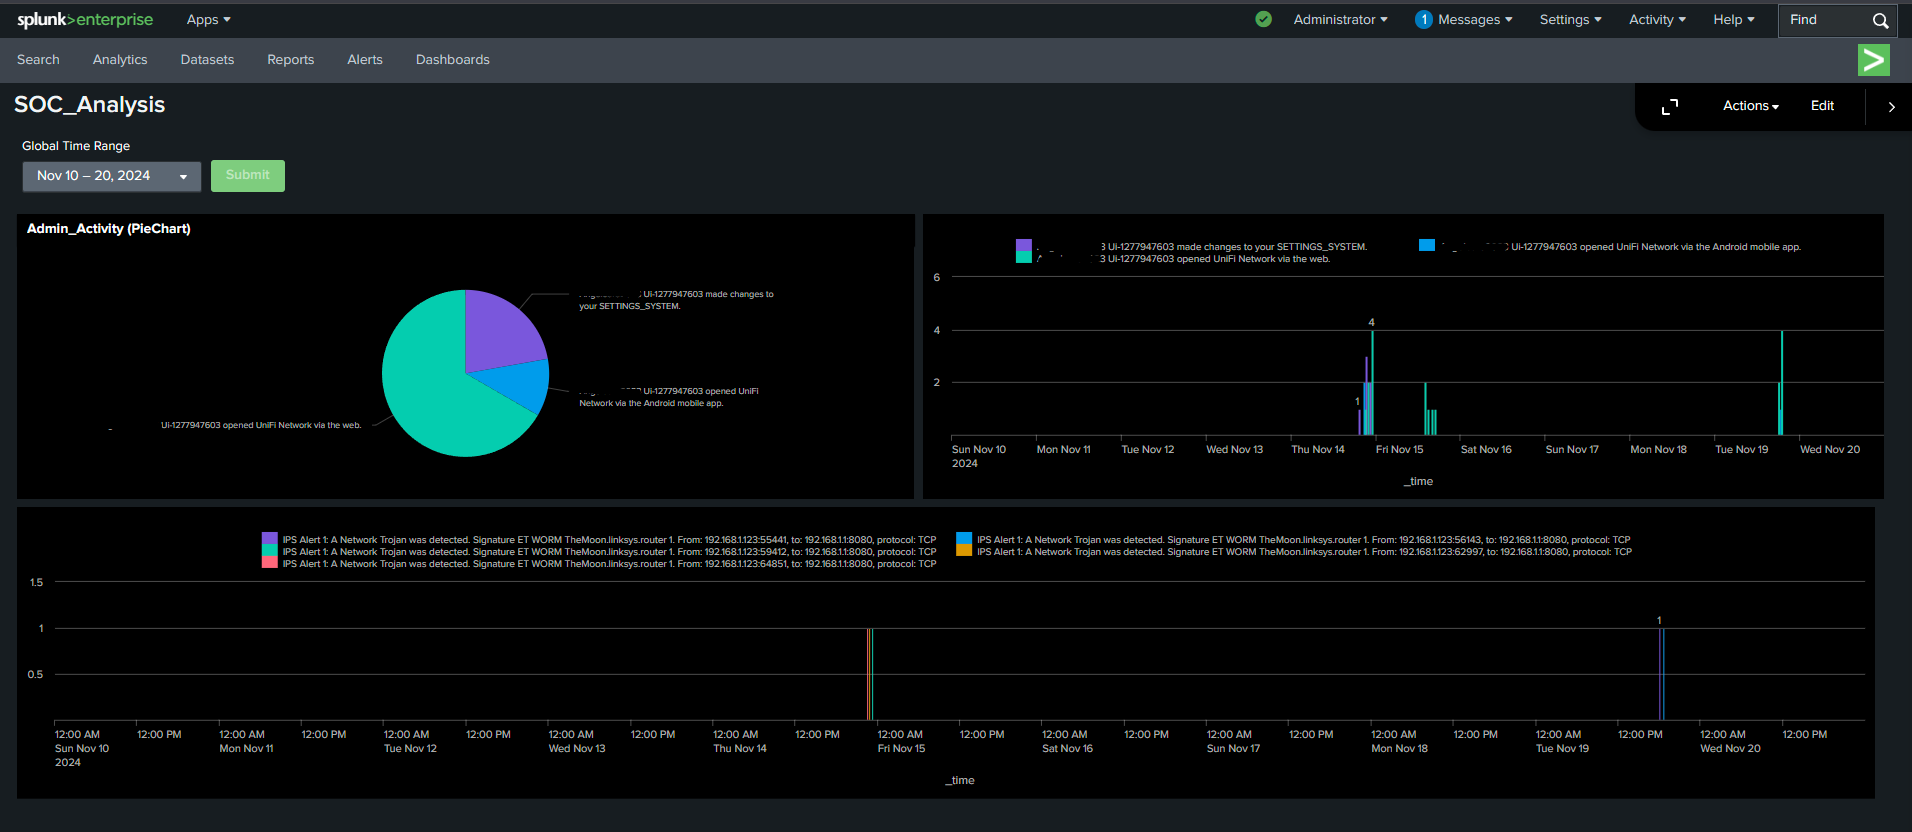 splunk>enterprise Apps Administrator 1 Messages Settings Activity Help Find
Search Analytics Datasets Reports Alerts Dashboards
SOC_Analysis
Actions Edit
Global Time Range
Nov 10 – 20, 2024 Submit
Admin_Activity (PieChart)
Ui-1277947603 made changes to
your SETTINGS_SYSTEM.
Ui-1277947603 opened UniFi
Network via the Android mobile app.
Ui-1277947603 opened UniFi Network via the web.
3 Ui-1277947603 made changes to your SETTINGS_SYSTEM.
Ui-1277947603 opened UniFi Network via the Android mobile app.
3 Ui-1277947603 opened UniFi Network via the web.
6
4
4
2
1
Sun Nov 10 Mon Nov 11 Tue Nov 12 Wed Nov 13 Thu Nov 14 Fri Nov 15 Sat Nov 16 Sun Nov 17 Mon Nov 18 Tue Nov 19 Wed Nov 20
2024
_time
IPS Alert 1: A Network Trojan was detected. Signature ET WORM TheMoon.linksys.router 1. From: 192.168.1.123:55441, to: 192.168.1.1:8080, protocol: TCP
IPS Alert 1: A Network Trojan was detected. Signature ET WORM TheMoon.linksys.router 1. From: 192.168.1.123:56143, to: 192.168.1.1:8080, protocol: TCP
IPS Alert 1: A Network Trojan was detected. Signature ET WORM TheMoon.linksys.router 1. From: 192.168.1.123:59412, to: 192.168.1.1:8080, protocol: TCP
IPS Alert 1: A Network Trojan was detected. Signature ET WORM TheMoon.linksys.router 1. From: 192.168.1.123:62997, to: 192.168.1.1:8080, protocol: TCP
IPS Alert 1: A Network Trojan was detected. Signature ET WORM TheMoon.linksys.router 1. From: 192.168.1.123:64851, to: 192.168.1.1:8080, protocol: TCP
1.5
1
1
0.5
12:00 AM 12:00 PM 12:00 AM 12:00 PM 12:00 AM 12:00 PM 12:00 AM 12:00 PM 12:00 AM 12:00 PM 12:00 AM 12:00 PM 12:00 AM 12:00 PM 12:00 AM 12:00 PM 12:00 AM 12:00 PM 12:00 AM 12:00 PM 12:00 AM 12:00 PM
Sun Nov 10 Mon Nov 11 Tue Nov 12 Wed Nov 13 Thu Nov 14 Fri Nov 15 Sat Nov 16 Sun Nov 17 Mon Nov 18 Tue Nov 19 Wed Nov 20
2024
_time